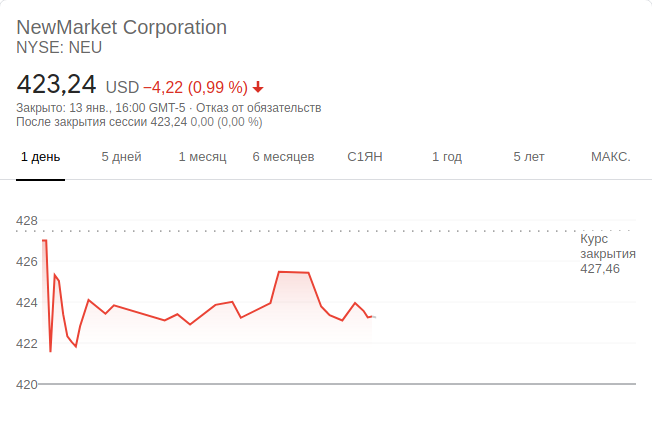 NewMarket Corporation
NYSE: NEU
423,24 USD −4,22 (0,99 %)
Закрыто: 13 янв., 16:00 GMT-5 · Отказ от обязательств
После закрытия сессии 423,24 0,00 (0,00 %)
1 день 5 дней 1 месяц 6 месяцев С1ЯН 1 год 5 лет МАКС.
428
Курс
закрытия
427,46
426
424
422
420